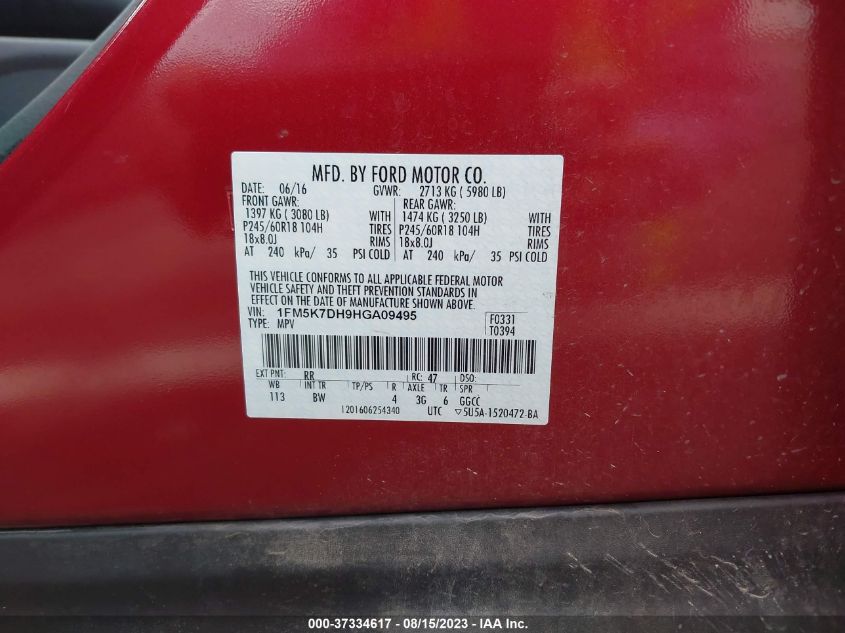 MFD. BY FORD MOTOR CO.
DATE: 06/16 GVWR: 2713 KG ( 5980 LB)
FRONT GAWR: REAR GAWR:
1397 KG ( 3080 LB) WITH 1474 KG ( 3250 LB) WITH
P245/60R18 104H TIRES P245/60R18 104H TIRES
18x8.0J RIMS 18x8.0J RIMS
AT 240 kPa/ 35 PSI COLD AT 240 kPa/ 35 PSI COLD
THIS VEHICLE CONFORMS TO ALL APPLICABLE FEDERAL MOTOR
VEHICLE SAFETY AND THEFT PREVENTION STANDARDS IN
EFFECT ON THE DATE OF MANUFACTURE SHOWN ABOVE.
VIN: 1FM5K7DH9HGA09495 F0331
TYPE: MPV T0394
EXT PNT: RR RC: 47 DSO:
WB INT TR TP/PS R AXLE TR SPR
113 BW 4 3G 6 GGCC
1201606254340 UTC ▽5U5A-1520472-BA
000-37334617 - 08/15/2023 - © IAA, LLC